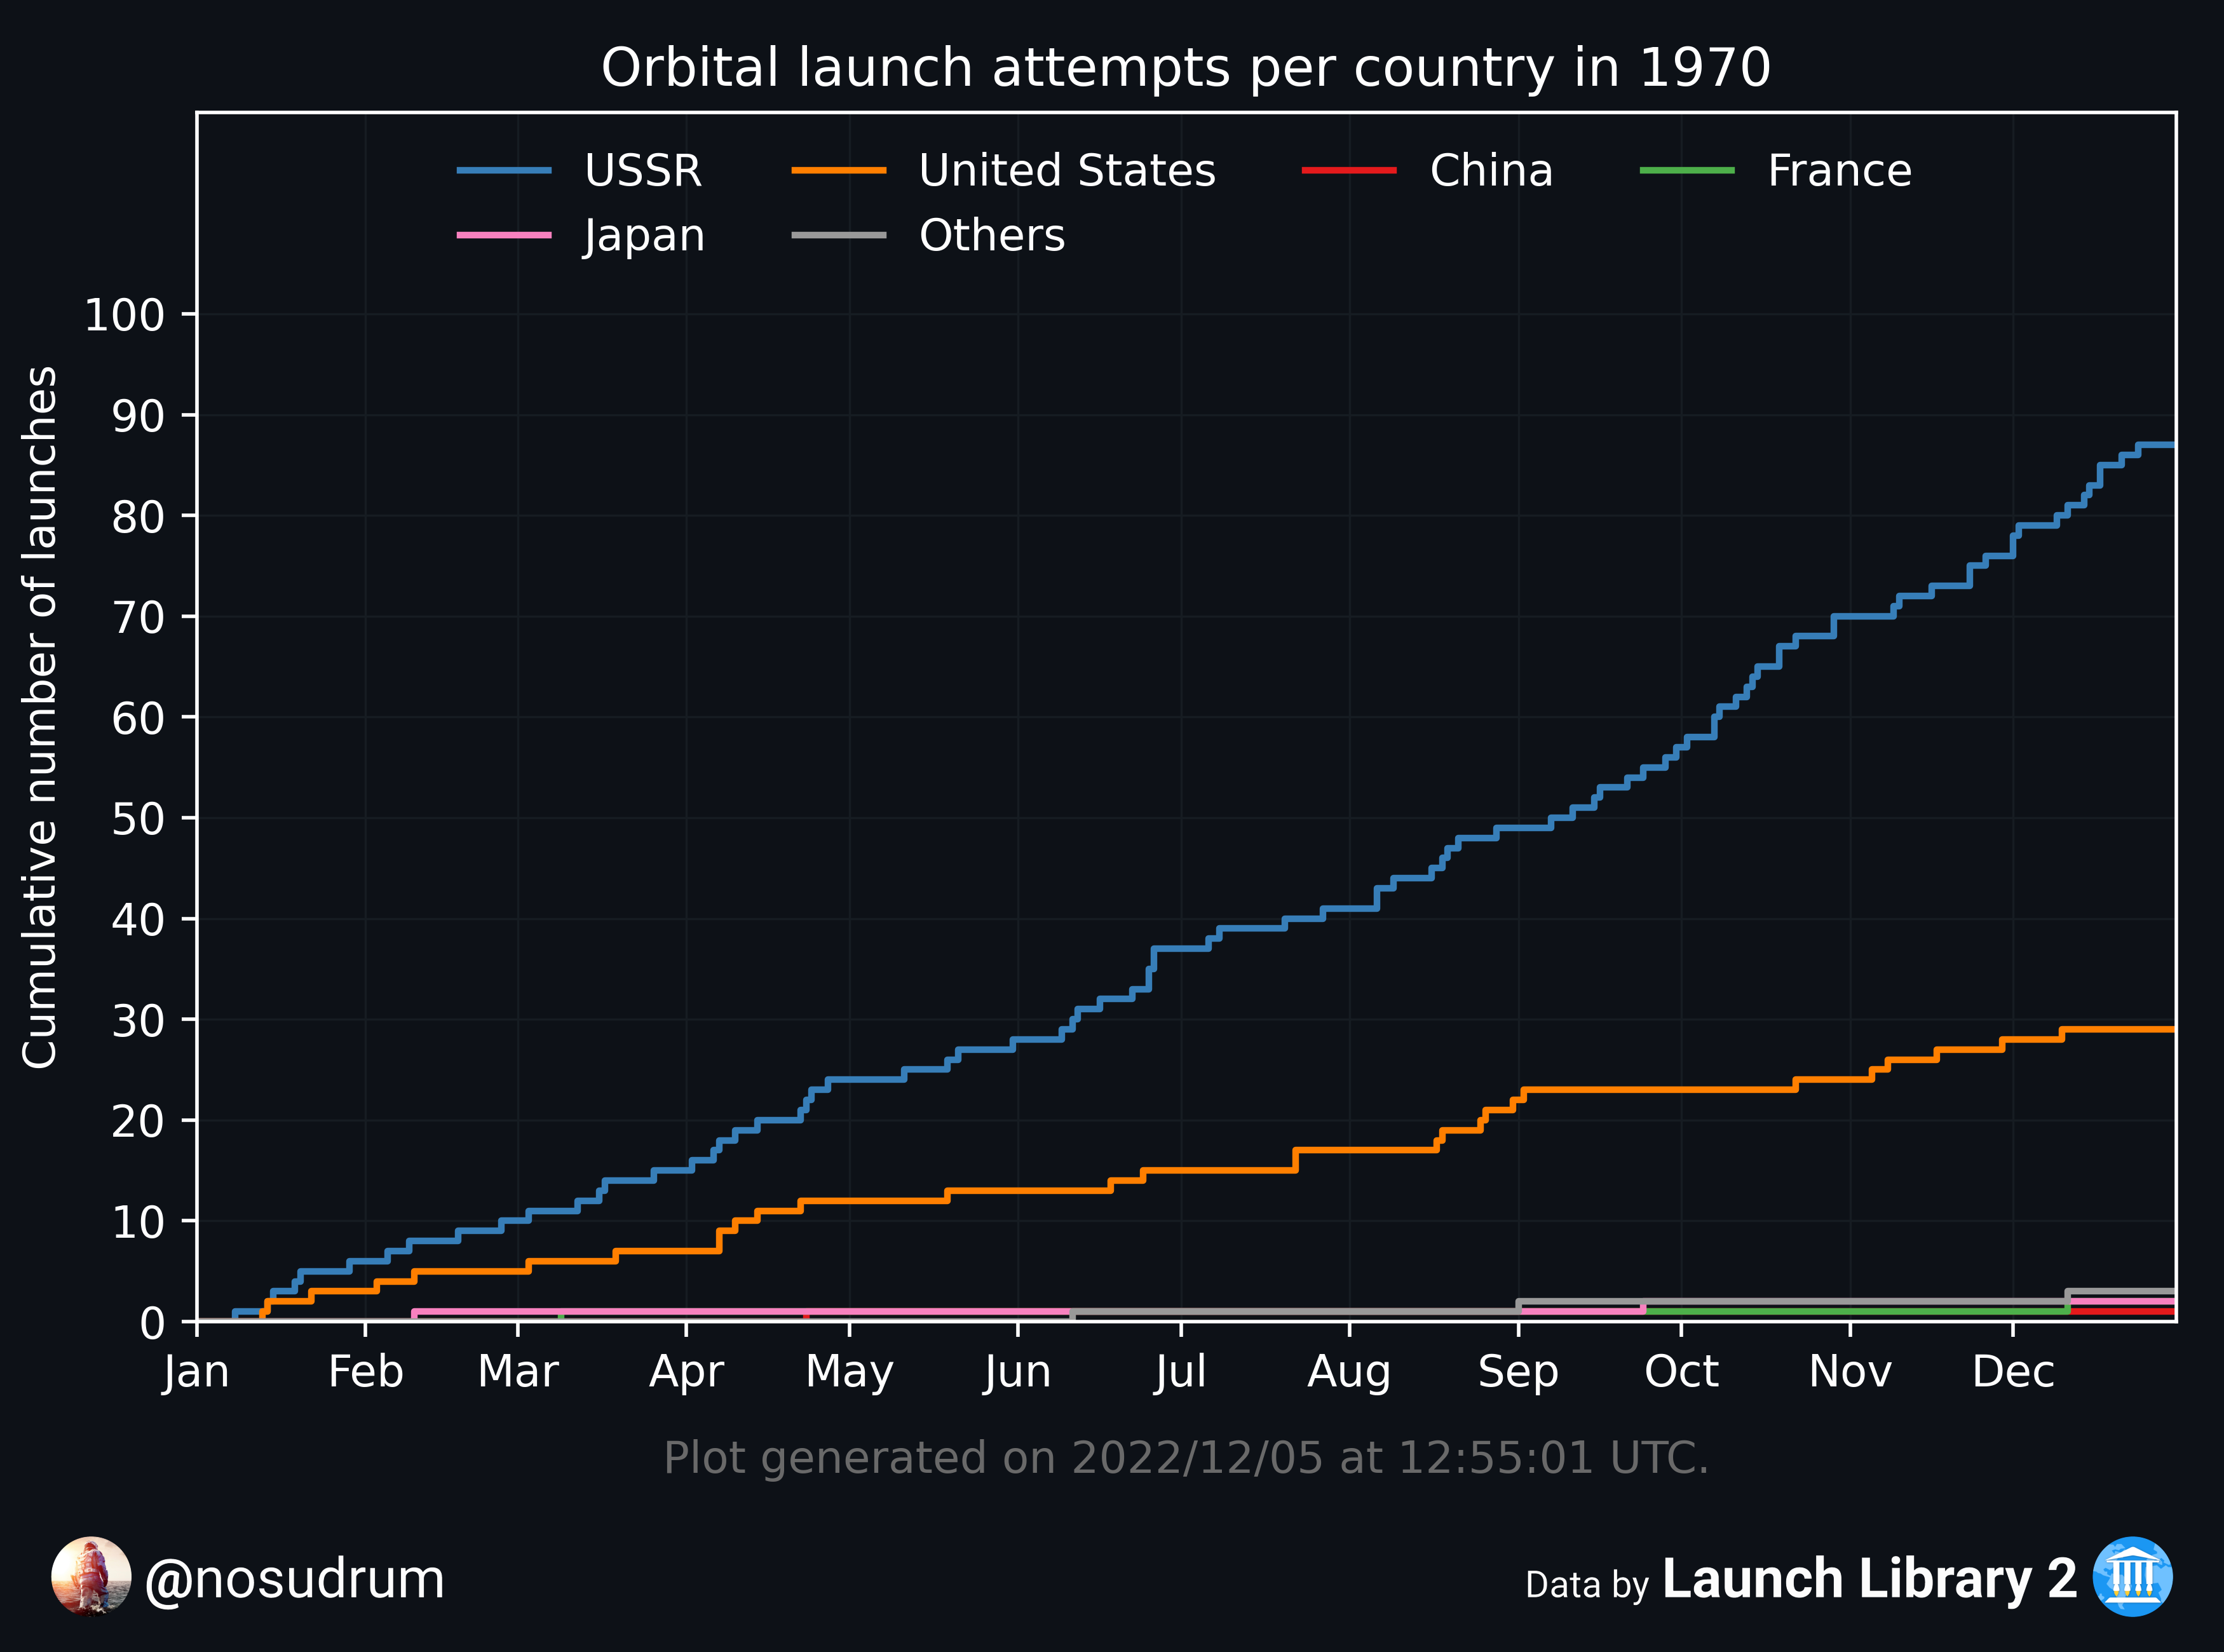 Orbital launch attempts per country in 1970
USSR United States China France
Japan Others
100
90
80
70
60
50
40
30
20
10
0
Cumulative number of launches
Jan Feb Mar Apr May Jun Jul Aug Sep Oct Nov Dec
Plot generated on 2022/12/05 at 12:55:01 UTC.
@nosudrum
Data by Launch Library 2